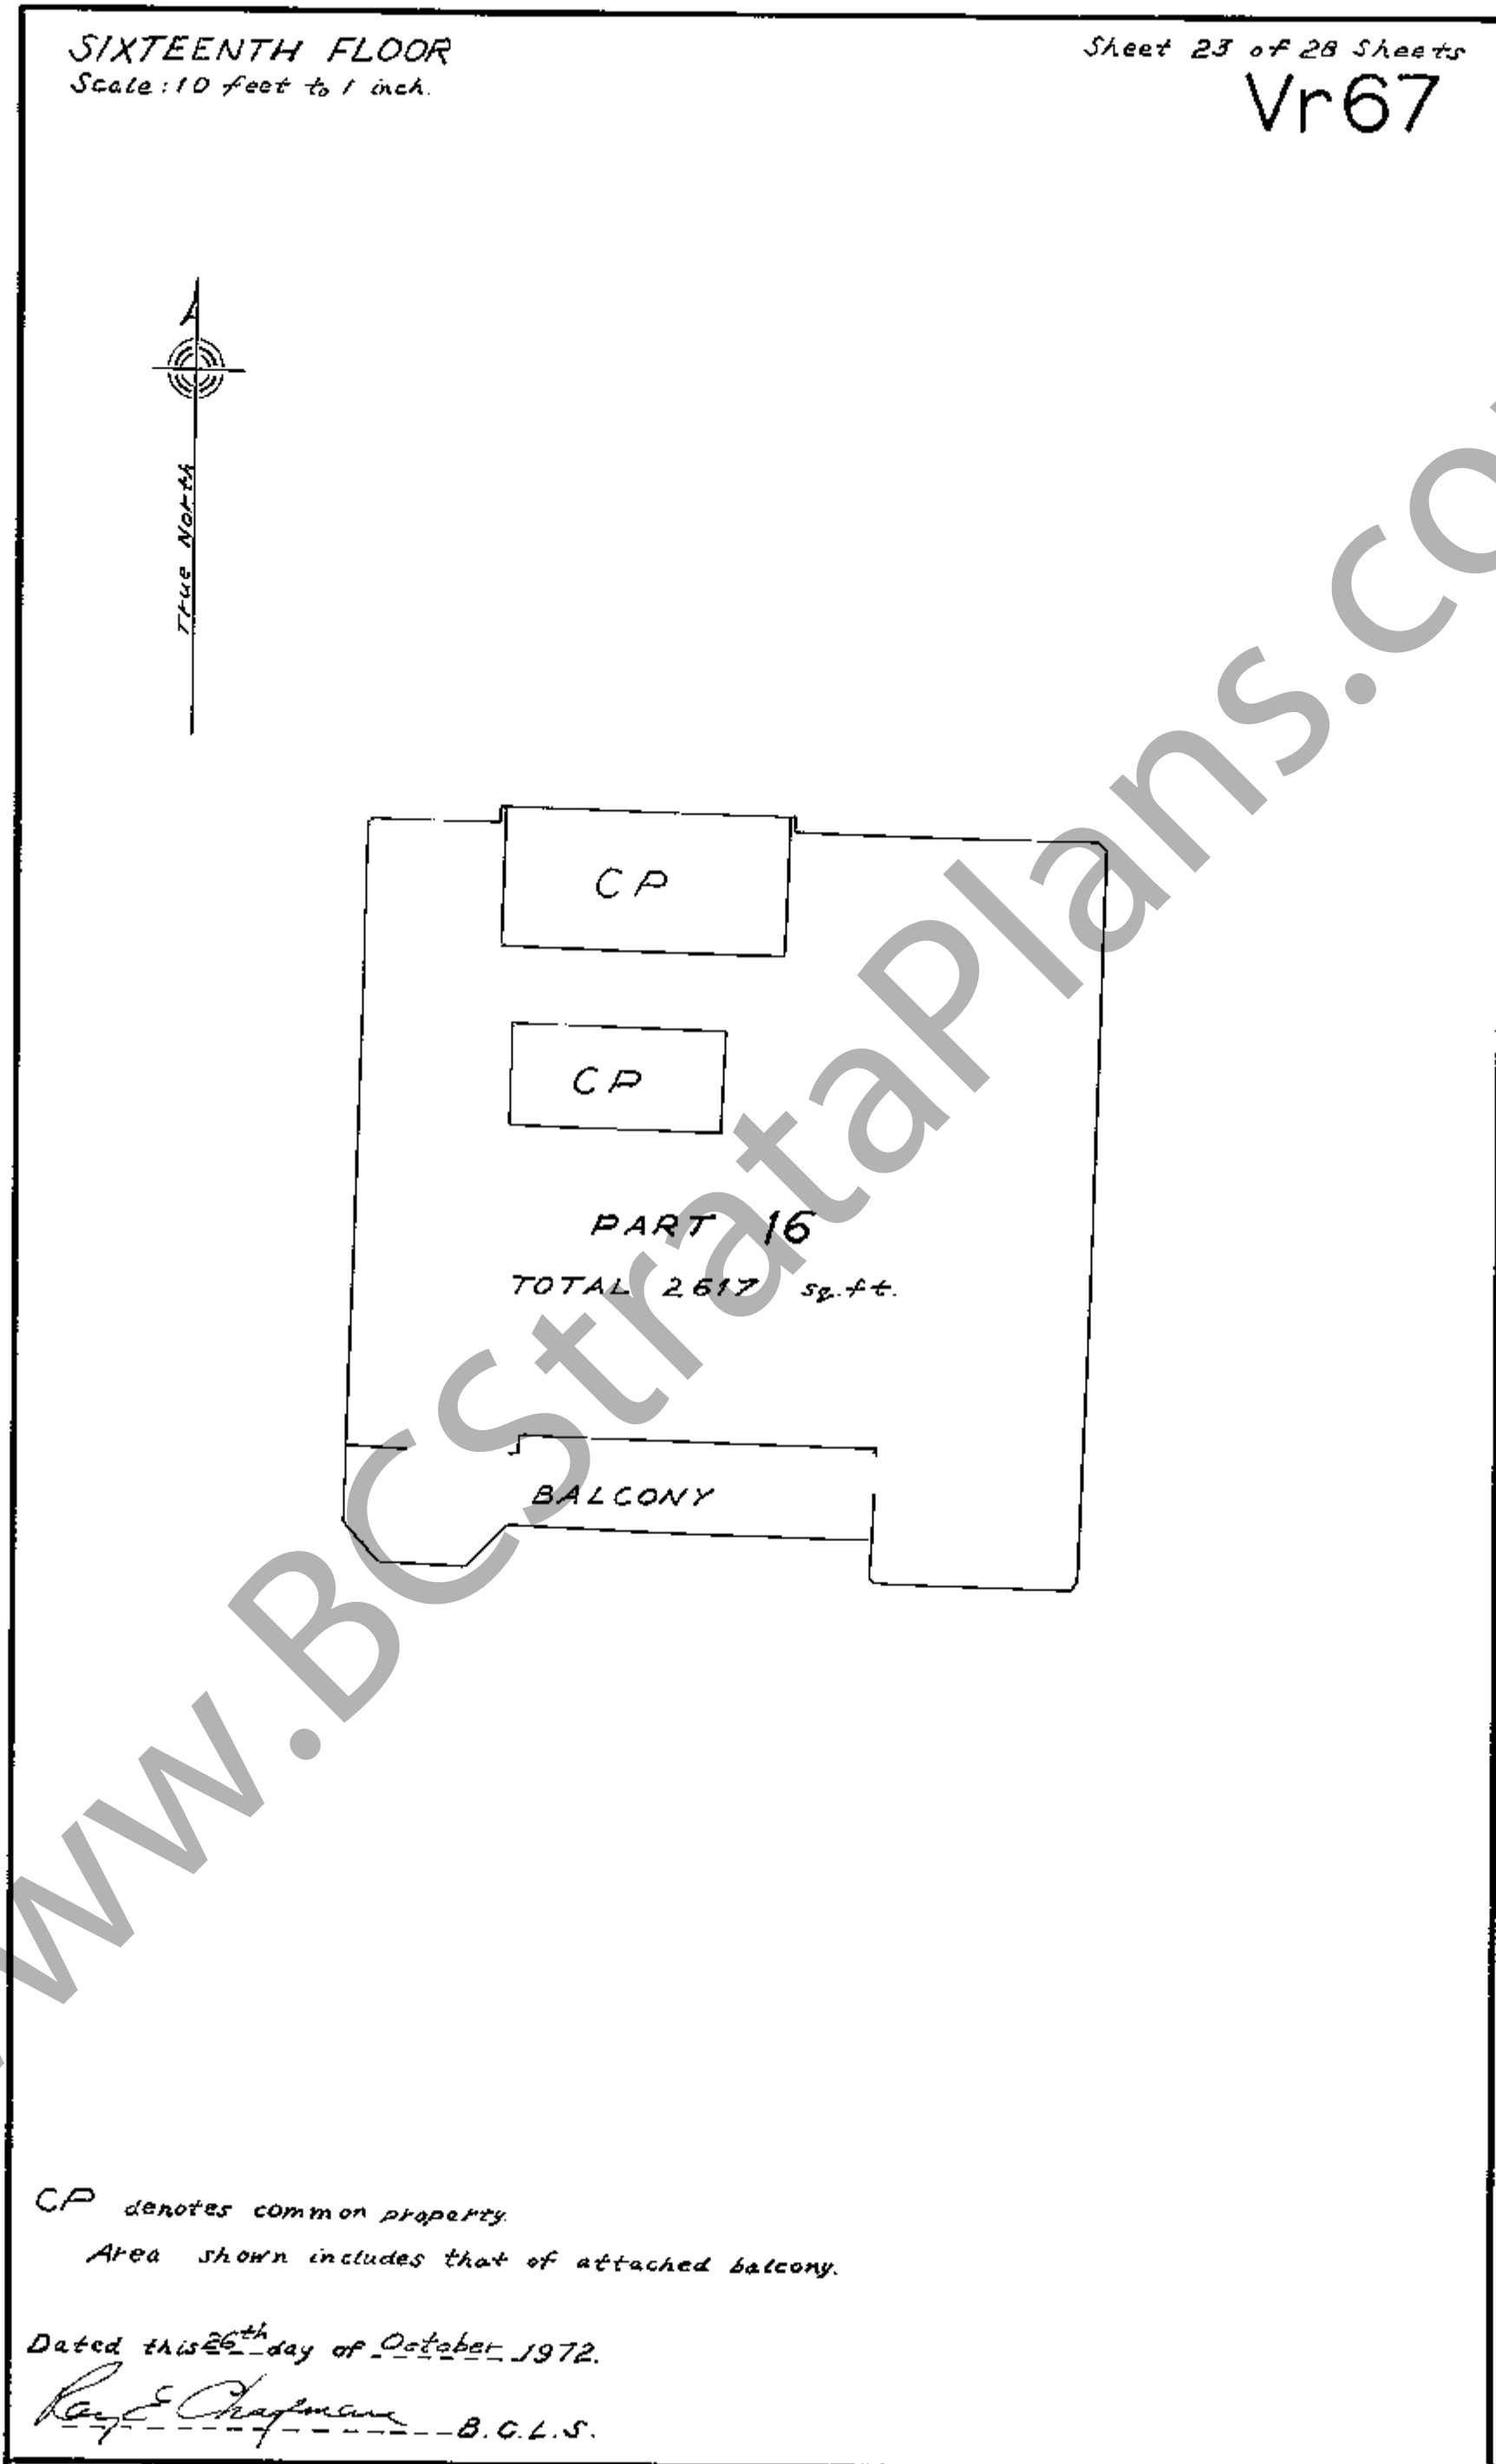 SIXTEENTH FLOOR
Scale: 10 feet to 1 inch.
Sheet 23 of 28 Sheets
Vr67
True North
CP
CP
PART 16
TOTAL 2617 sq.ft.
BALCONY
www.BCStrataPlans.co
CP denotes common property.
Area shown includes that of attached balcony.
Dated this 26th day of October 1972.
Ray E Chapman B.C.L.S.